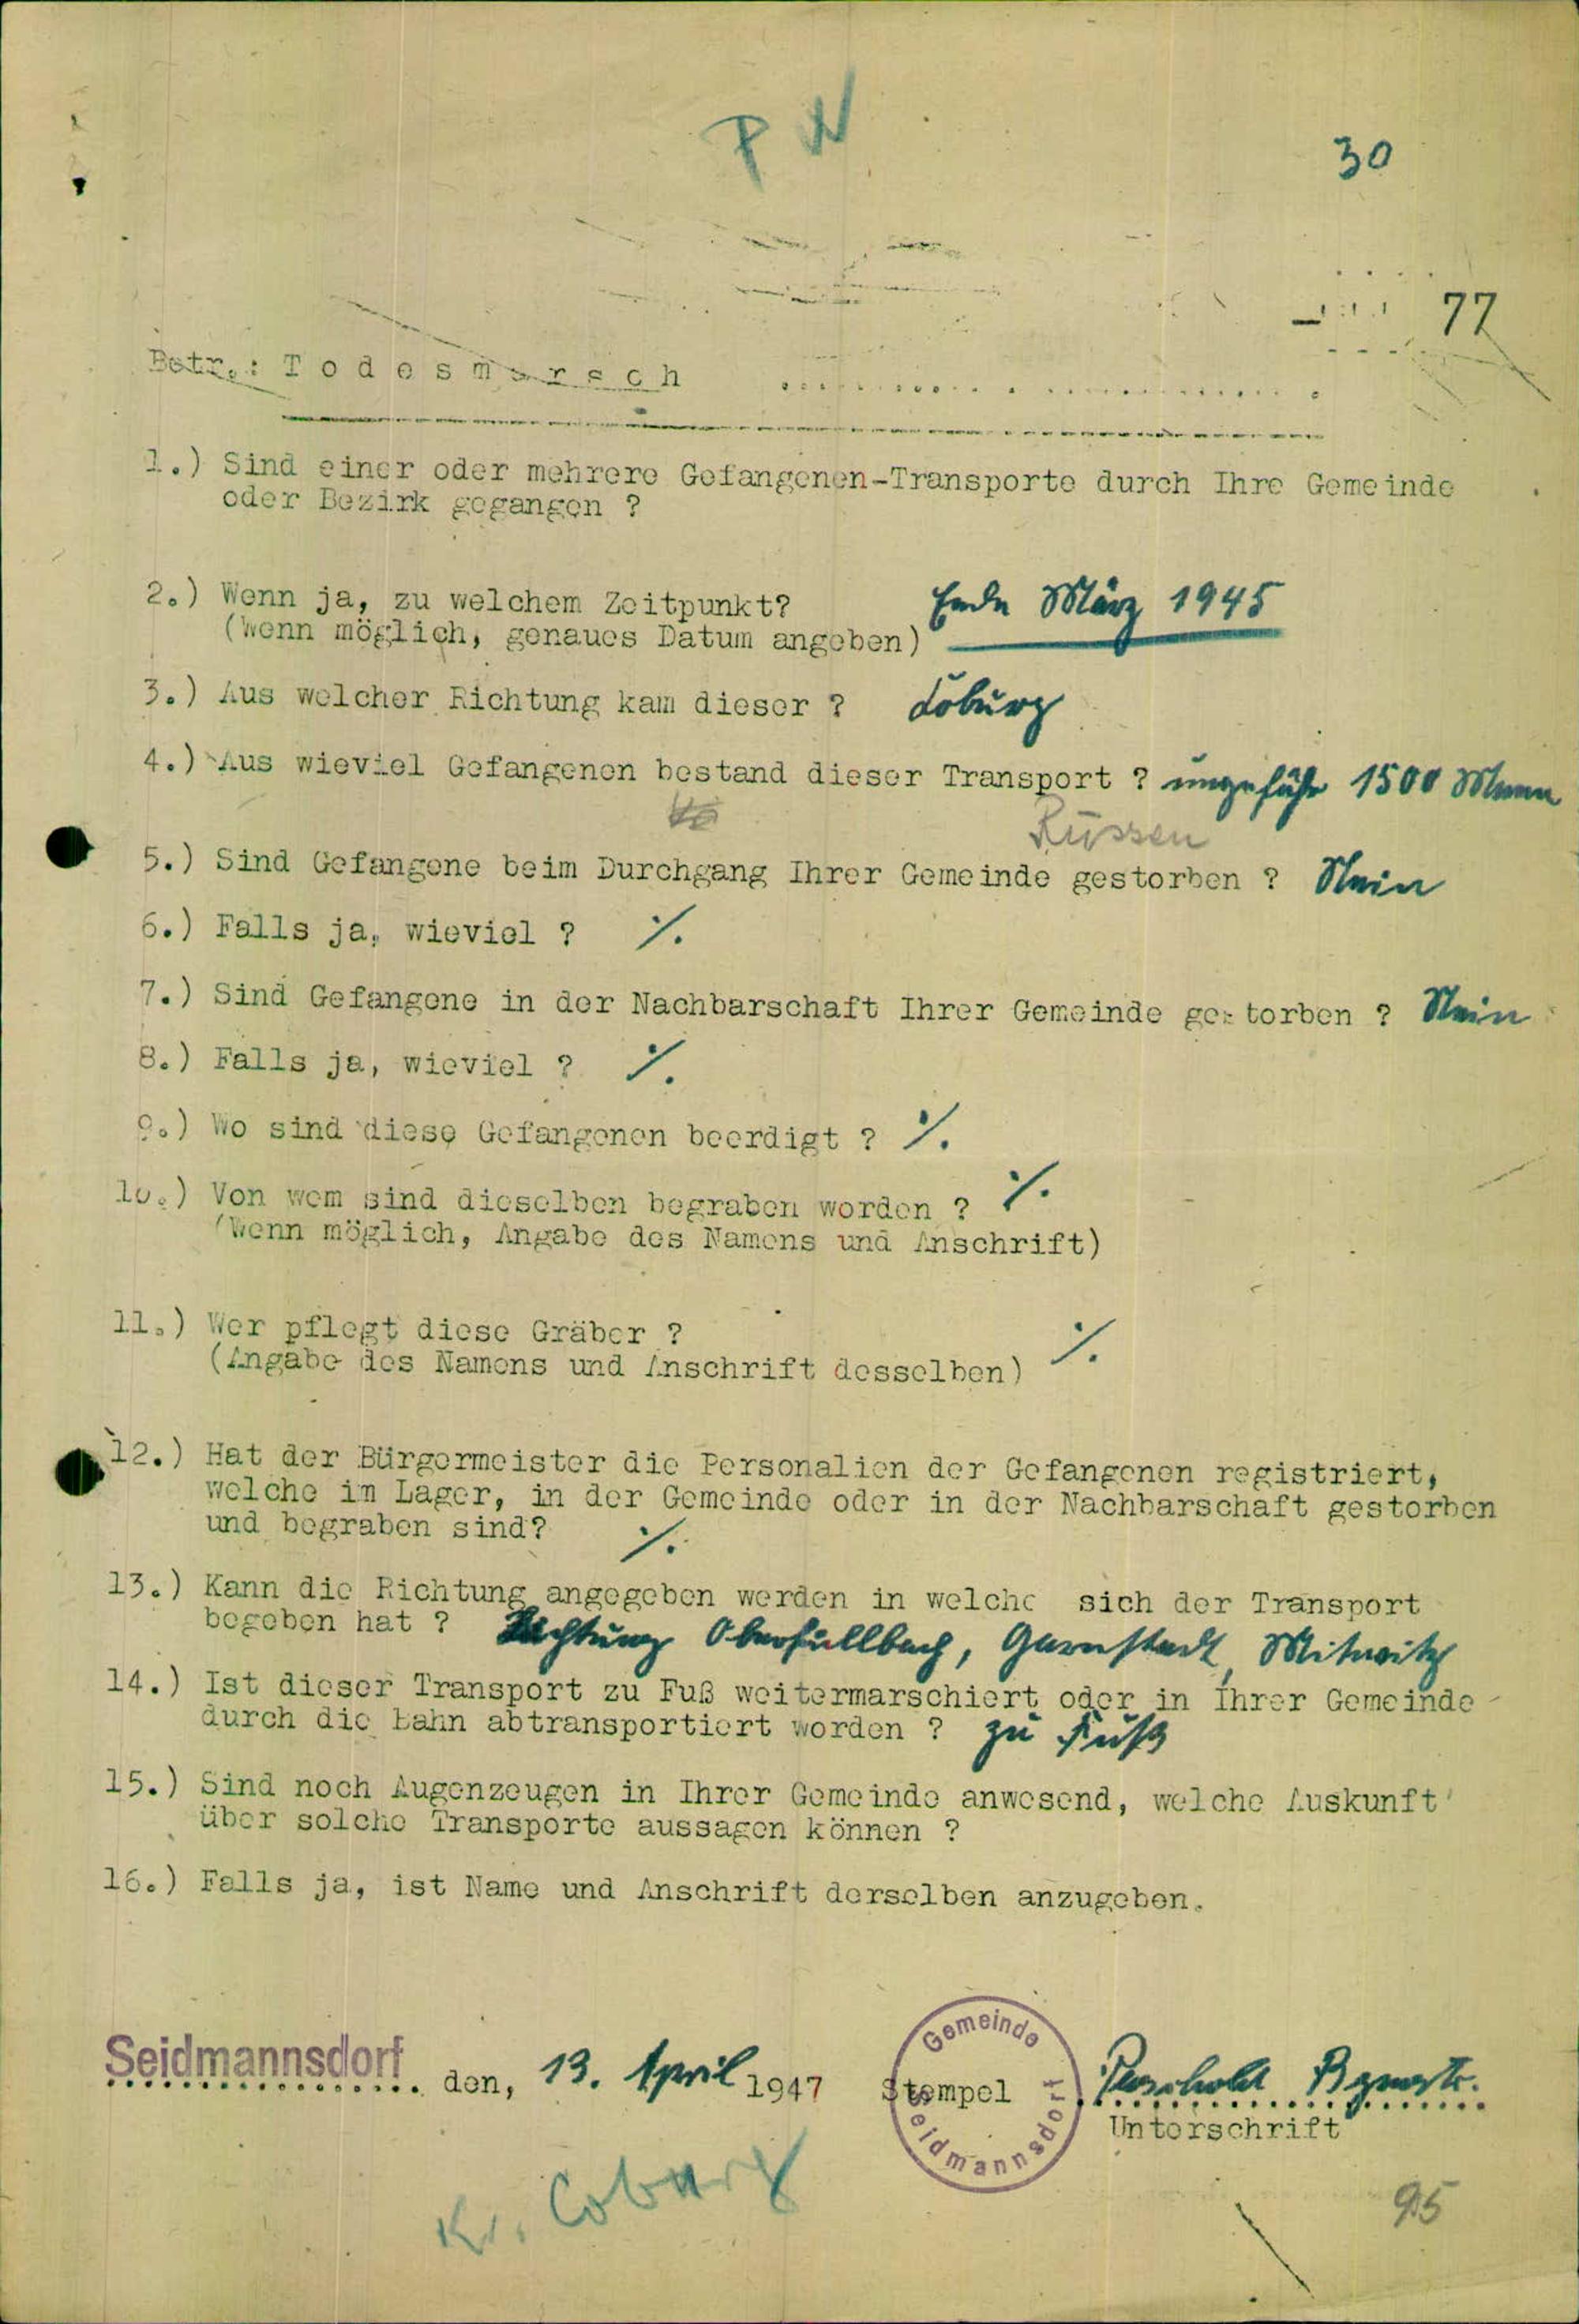 P W
30
77
Betr.: T o d e s m a r s c h
1.) Sind einer oder mehrere Gefangenen-Transporte durch Ihre Gemeinde
oder Bezirk gegangen ?
2.) Wenn ja, zu welchem Zeitpunkt? Ende März 1945
(Wenn möglich, genaues Datum angeben)
3.) Aus welcher Richtung kam dieser ? Coburg
4.) Aus wieviel Gefangenen bestand dieser Transport ? ungefähr 1500 Mann
Russen
5.) Sind Gefangene beim Durchgang Ihrer Gemeinde gestorben ? Nein
6.) Falls ja, wieviel ? ·/.
7.) Sind Gefangene in der Nachbarschaft Ihrer Gemeinde gestorben ? Nein
8.) Falls ja, wieviel ? ·/.
9.) Wo sind diese Gefangenen beerdigt ? ·/.
10.) Von wem sind dieselben begraben worden ? ·/.
(Wenn möglich, Angabe des Namens und Anschrift)
11.) Wer pflegt diese Gräber ?
(Angabe des Namens und Anschrift desselben) ·/.
12.) Hat der Bürgermeister die Personalien der Gefangenen registriert,
welche im Lager, in der Gemeinde oder in der Nachbarschaft gestorben
und begraben sind? ·/.
13.) Kann die Richtung angegeben werden in welche sich der Transport
begeben hat ? Richtung Oberfüllbach, Garnstadt, Mitwitz
14.) Ist dieser Transport zu Fuß weitermarschiert oder in Ihrer Gemeinde
durch die Bahn abtransportiert worden ? zu Fuß
15.) Sind noch Augenzeugen in Ihrer Gemeinde anwesend, welche Auskunft
über solche Transporte aussagen können ?
16.) Falls ja, ist Name und Anschrift derselben anzugeben.
Gemeinde
Seidmannsdorf den, 13. April 1947 Stempel Bgmstr.
Seidmannsdorf
Unterschrift
Kr. Coburg
95